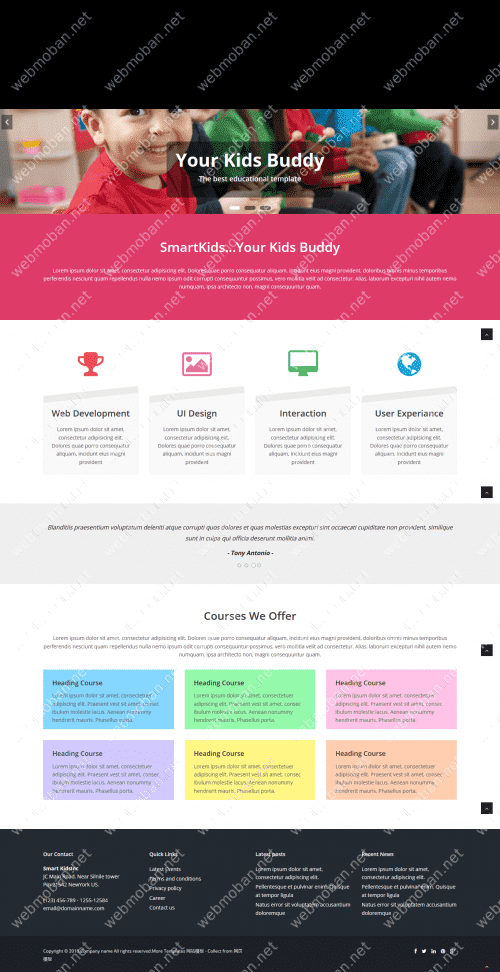 Your Kids Buddy
The best educational template
SmartKids...Your Kids Buddy
Lorem ipsum dolor sit amet, consectetur adipisicing elit. Dolores quae porro consequatur aliquam, incidunt eius magni provident, doloribus omnis minus temporibus
perferendis nesciunt quam repellendus nulla nemo ipsum odit corrupti consequuntur possimus, vero mollitia velit ad consectetur. Alias, laborum excepturi nihil autem nemo
numquam, ipsa architecto non, magni consequuntur quam.
Web Development
Lorem ipsum dolor sit amet,
consectetur adipisicing elit.
Dolores quae porro consequatur
aliquam, incidunt eius magni
provident
UI Design
Lorem ipsum dolor sit amet,
consectetur adipisicing elit.
Dolores quae porro consequatur
aliquam, incidunt eius magni
provident
Interaction
Lorem ipsum dolor sit amet,
consectetur adipisicing elit.
Dolores quae porro consequatur
aliquam, incidunt eius magni
provident
User Experiance
Lorem ipsum dolor sit amet,
consectetur adipisicing elit.
Dolores quae porro consequatur
aliquam, incidunt eius magni
provident
Blanditiis praesentium voluptatum deleniti atque corrupti quos dolores et quas molestias excepturi sint occaecati cupiditate non provident, similique
sunt in culpa qui officia deserunt mollitia animi.
- Tony Antonio -
Courses We Offer
Lorem ipsum dolor sit amet, consectetur adipisicing elit. Dolores quae porro consequatur aliquam, incidunt eius magni provident, doloribus omnis minus temporibus
perferendis nesciunt quam repellendus nulla nemo ipsum odit corrupti consequuntur possimus, vero mollitia velit ad consectetur. Alias, laborum excepturi nihil autem nemo
numquam, ipsa architecto non, magni consequuntur quam.
Heading Course
Lorem ipsum dolor sit amet, consectetuer
adipiscing elit. Praesent vest sit amet, consec
ibulum molestie lacus. Aenean nonummy
hendrerit mauris. Phasellus porta.
Heading Course
Lorem ipsum dolor sit amet, consectetuer
adipiscing elit. Praesent vest sit amet, consec
ibulum molestie lacus. Aenean nonummy
hendrerit mauris. Phasellus porta.
Heading Course
Lorem ipsum dolor sit amet, consectetuer
adipiscing elit. Praesent vest sit amet, consec
ibulum molestie lacus. Aenean nonummy
hendrerit mauris. Phasellus porta.
Heading Course
Lorem ipsum dolor sit amet, consectetuer
adipiscing elit. Praesent vest sit amet, consec
ibulum molestie lacus. Aenean nonummy
hendrerit mauris. Phasellus porta.
Heading Course
Lorem ipsum dolor sit amet, consectetuer
adipiscing elit. Praesent vest sit amet, consec
ibulum molestie lacus. Aenean nonummy
hendrerit mauris. Phasellus porta.
Heading Course
Lorem ipsum dolor sit amet, consectetuer
adipiscing elit. Praesent vest sit amet, consec
ibulum molestie lacus. Aenean nonummy
hendrerit mauris. Phasellus porta.
Our Contact
Smart Kids Inc
JC Main Road, Near Silnile tower
Pin-21542 NewYork US.
(123) 456-789 - 1255-12584
email@domainname.com
Quick Links
Latest Events
Terms and conditions
Privacy policy
Career
Contact us
Latest posts
Lorem ipsum dolor sit amet,
consectetur adipiscing elit.
Pellentesque et pulvinar enim. Quisque
at tempor ligula
Natus error sit voluptatem accusantium
doloremque
Recent News
Lorem ipsum dolor sit amet,
consectetur adipiscing elit.
Pellentesque et pulvinar enim. Quisque
at tempor ligula
Natus error sit voluptatem accusantium
doloremque
Copyright © 2015.Company name All rights reserved.More Templates 网站模板 - Collect from 网页
模板
webmoban.net